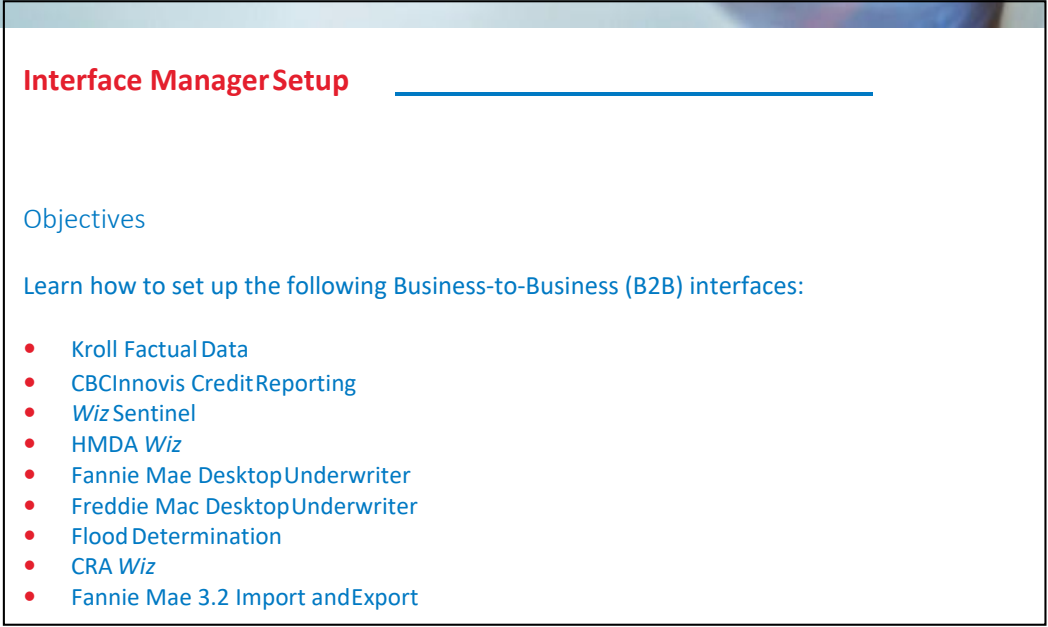 Interface Manager Setup
Objectives
Learn how to set up the following Business-to-Business (B2B) interfaces:
• Kroll Factual Data
• CBCInnovis Credit Reporting
• Wiz Sentinel
• HMDA Wiz
• Fannie Mae Desktop Underwriter
• Freddie Mac Desktop Underwriter
• Flood Determination
• CRA Wiz
• Fannie Mae 3.2 Import and Export